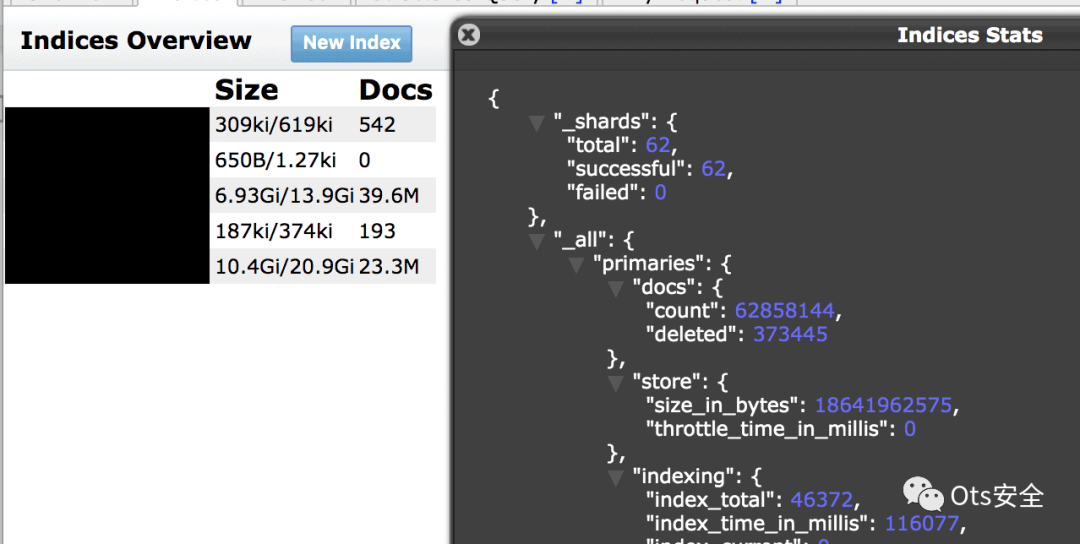 Indices Overview
New Index
Size Docs
309ki/619ki 542
650B/1.27ki 0
6.93Gi/13.9Gi 39.6M
187ki/374ki 193
10.4Gi/20.9Gi 23.3M
Indices Stats
{
"_shards": {
"total": 62,
"successful": 62,
"failed": 0
},
"_all": {
"primaries": {
"docs": {
"count": 62858144,
"deleted": 373445
},
"store": {
"size_in_bytes": 18641962575,
"throttle_time_in_millis": 0
},
"indexing": {
"index_total": 46372,
"index_time_in_millis": 116077,
Ots安全